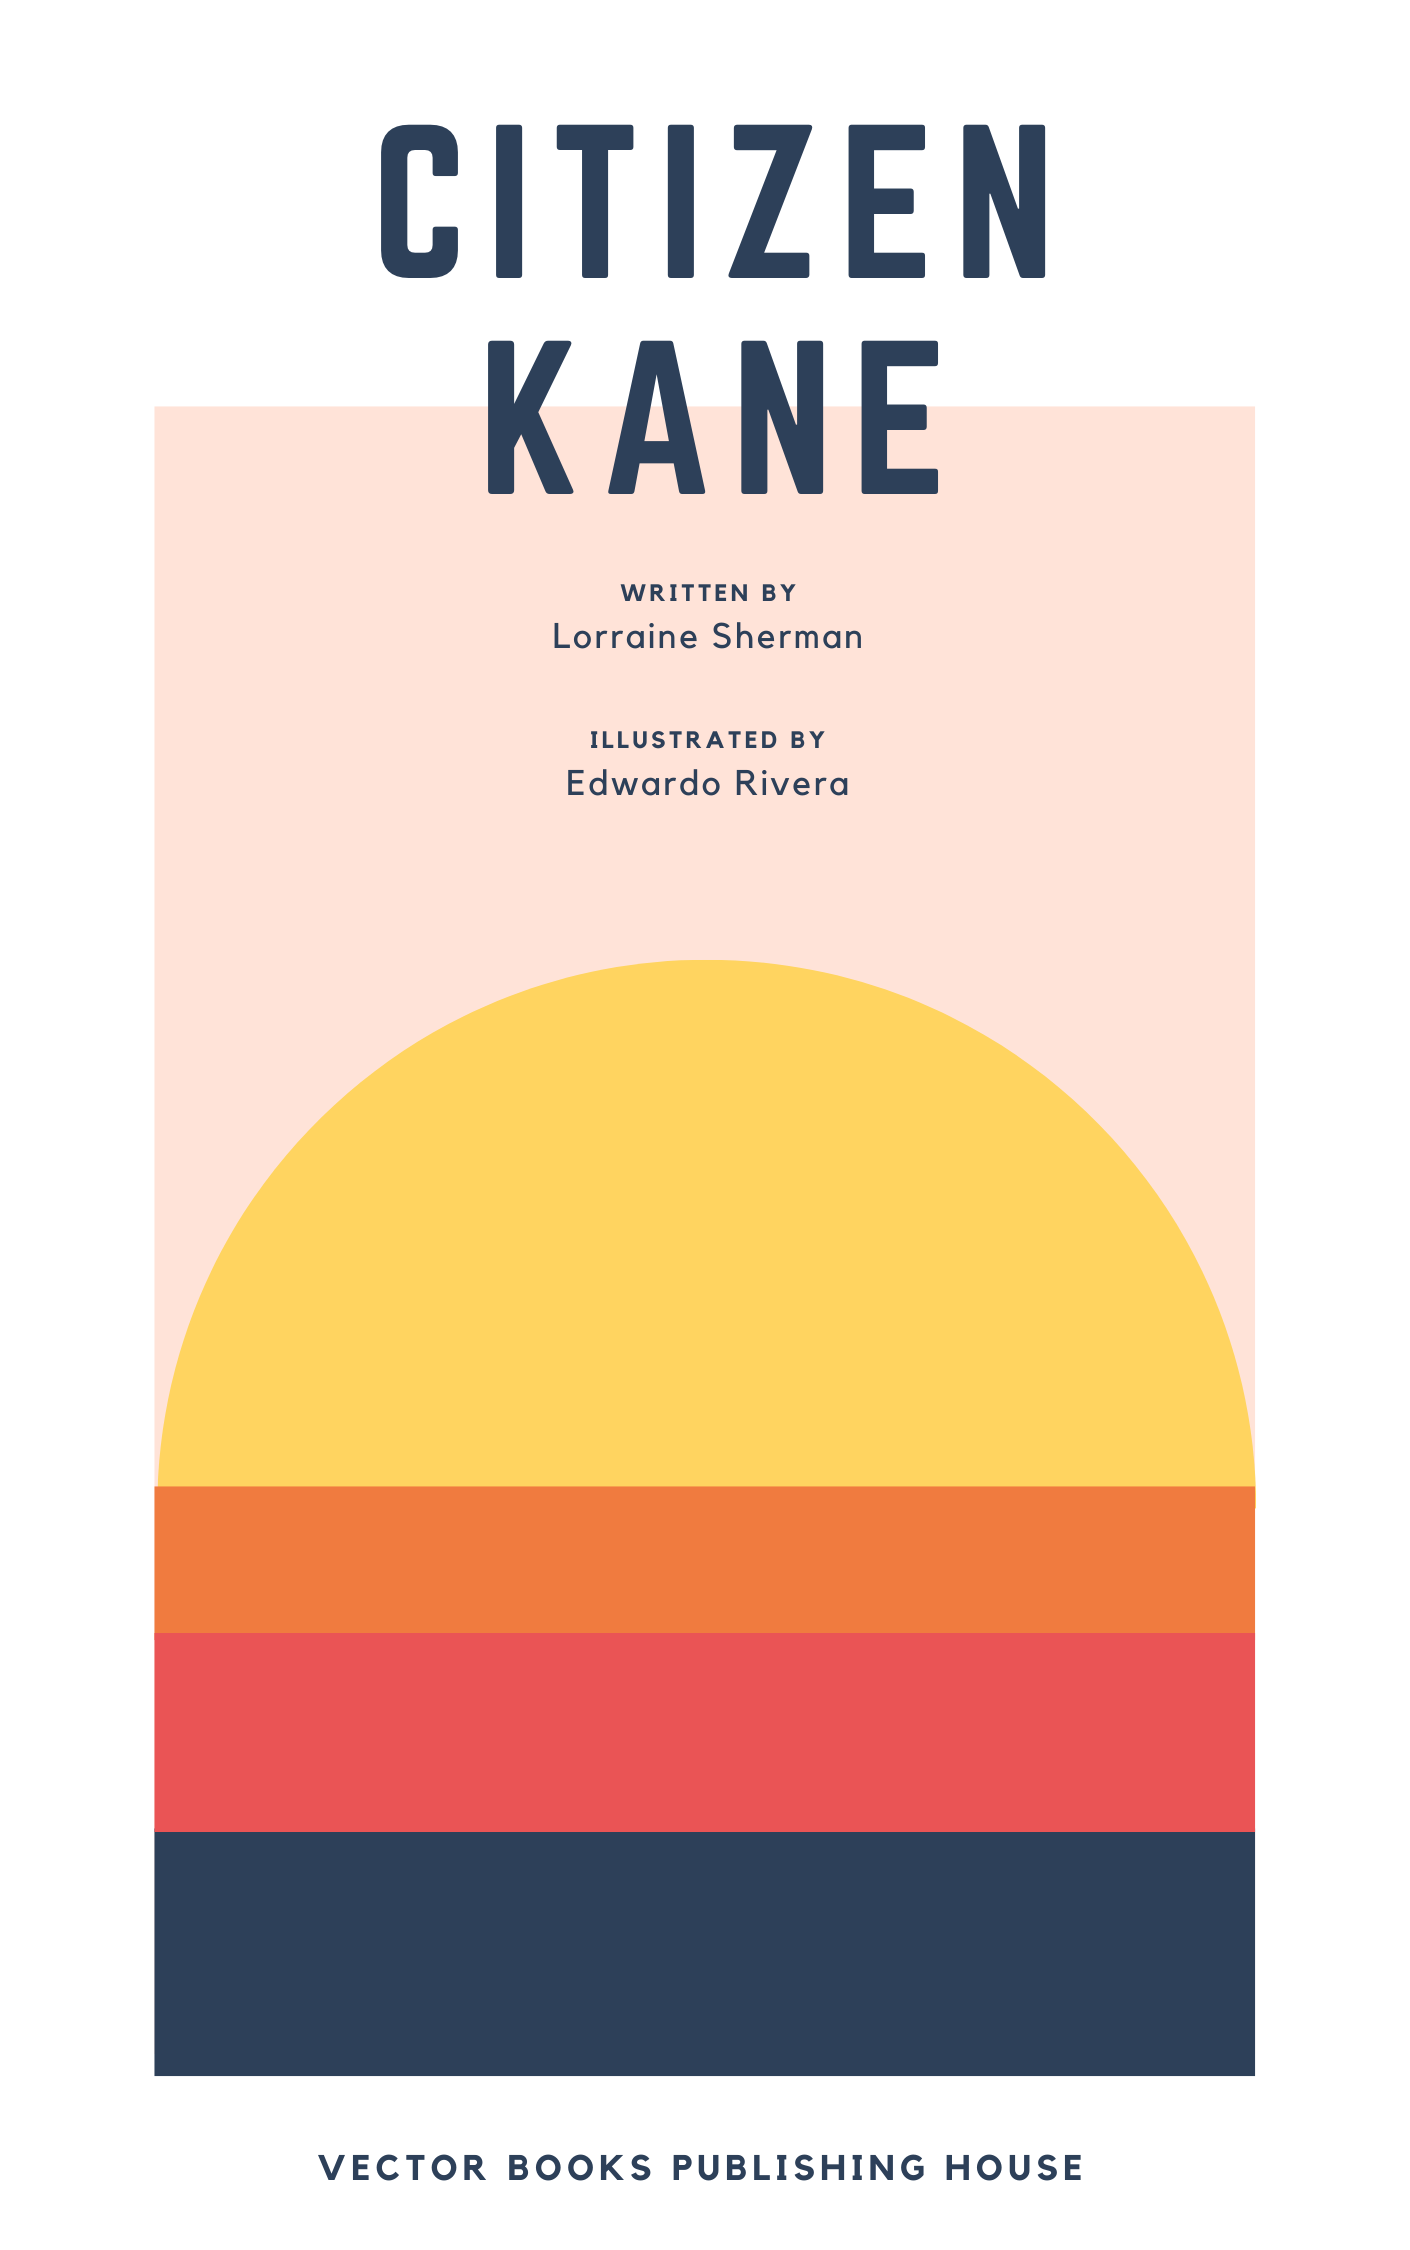 CITIZEN
KANE
WRITTEN BY
Lorraine Sherman
ILLUSTRATED BY
Edwardo Rivera
VECTOR BOOKS PUBLISHING HOUSE